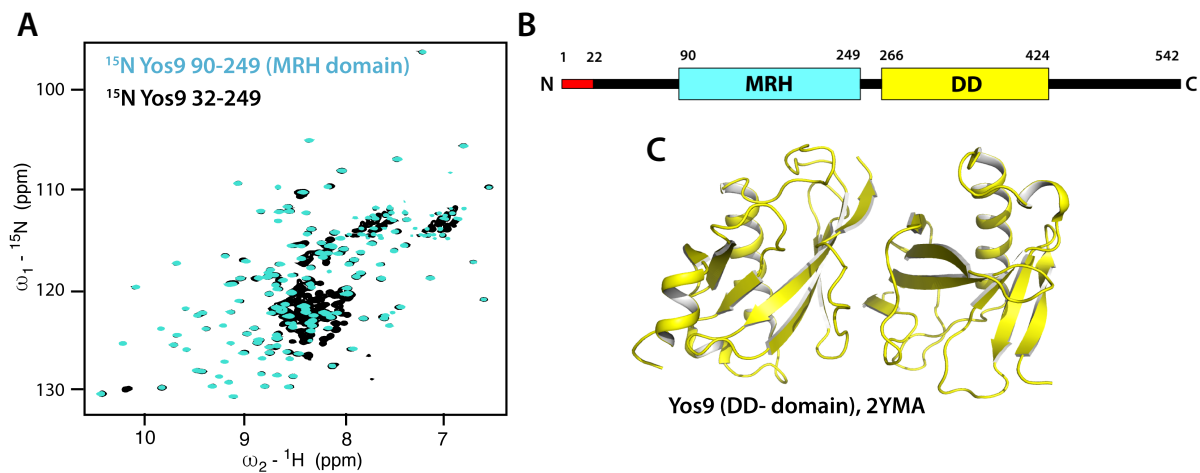 A
¹⁵N Yos9 90-249 (MRH domain)
¹⁵N Yos9 32-249
100
110
120
130
ω₁ - ¹⁵N (ppm)
10 9 8 7
ω₂ - ¹H (ppm)
B
1 22 90 249 266 424 542
N MRH DD C
C
Yos9 (DD- domain), 2YMA